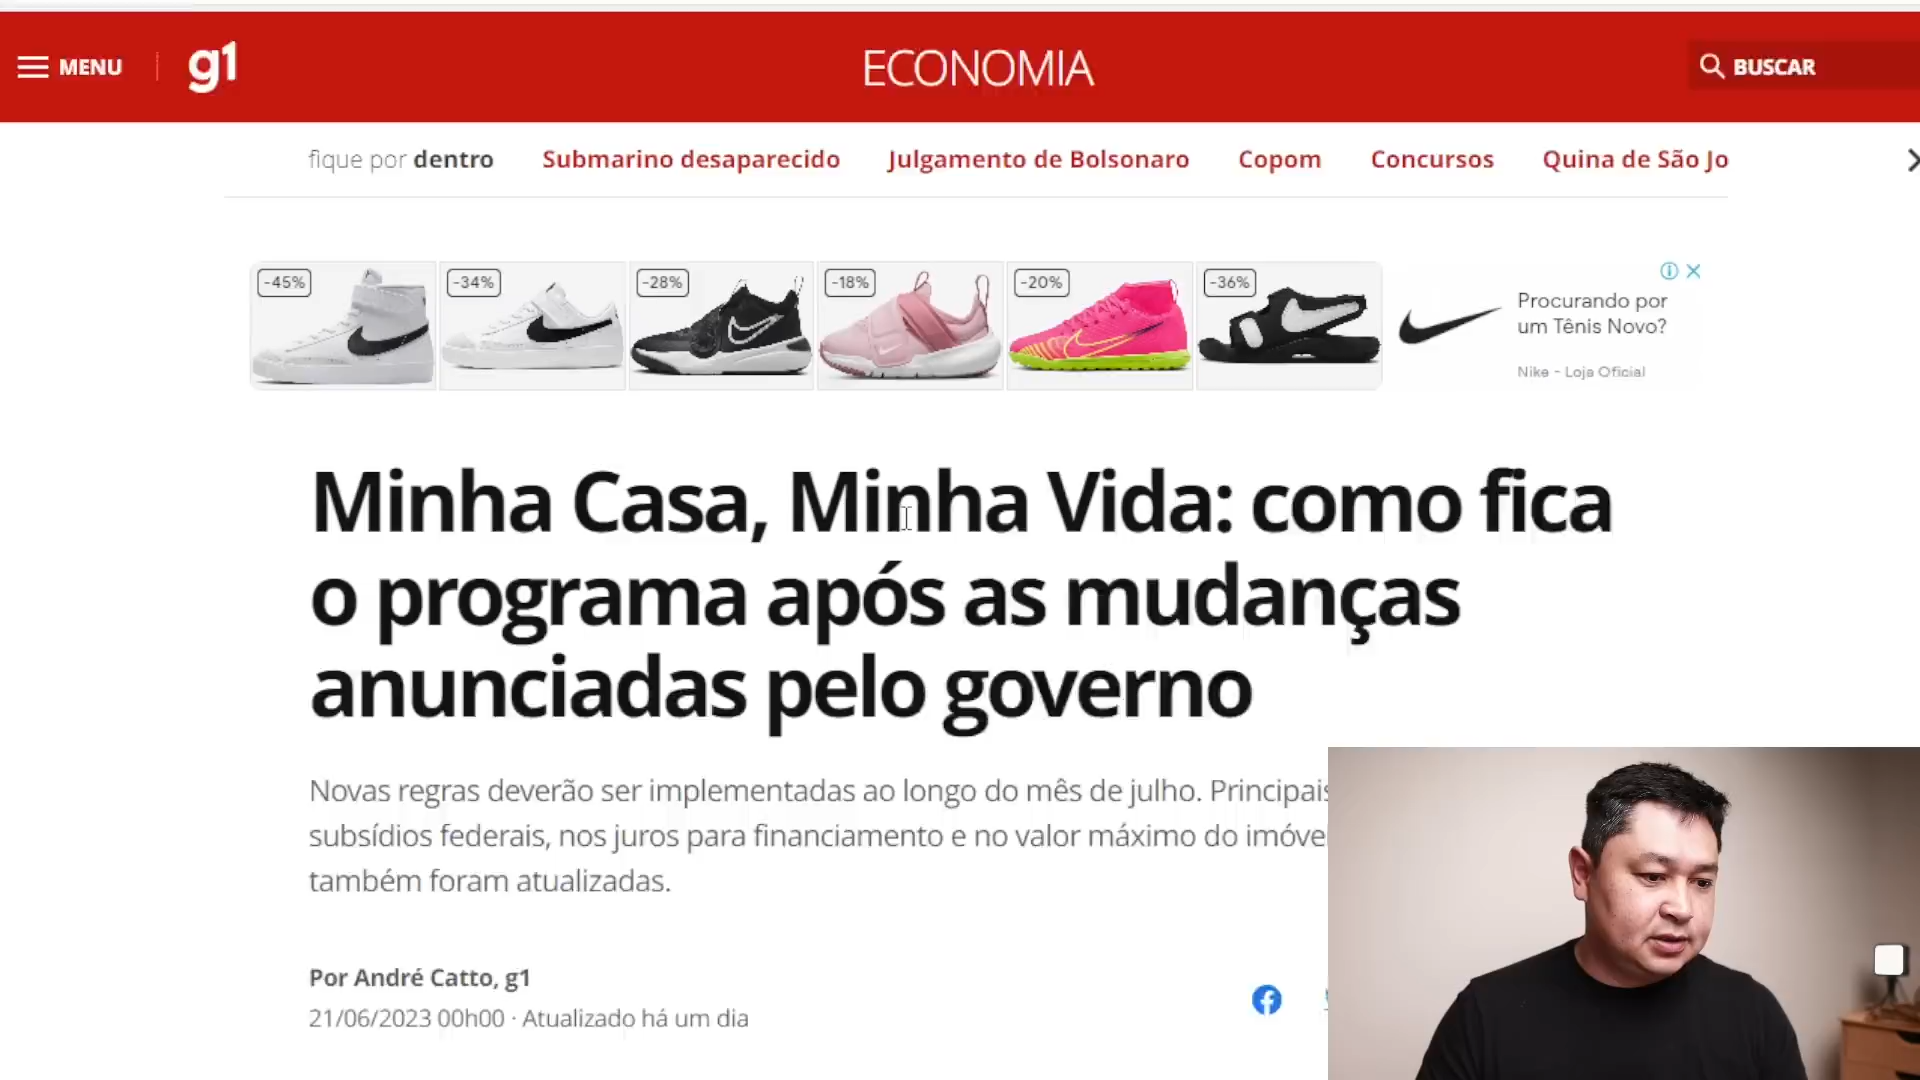 MENU
g1
ECONOMIA
BUSCAR
fique por dentro
Submarino desaparecido
Julgamento de Bolsonaro
Copom
Concursos
Quina de São Jo
-45%
-34%
-28%
-18%
-20%
-36%
Procurando por
um Tênis Novo?
Nike - Loja Oficial
Minha Casa, Minha Vida: como fica
o programa após as mudanças
anunciadas pelo governo
Novas regras deverão ser implementadas ao longo do mês de julho. Principais
subsídios federais, nos juros para financiamento e no valor máximo do imóve
também foram atualizadas.
Por André Catto, g1
21/06/2023 00h00 · Atualizado há um dia